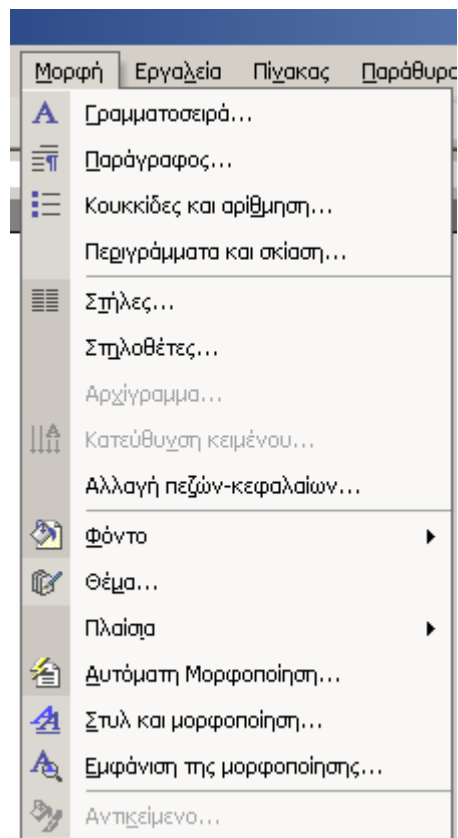 Μορφή Εργαλεία Πίνακας Παράθυρο
Γραμματοσειρά...
Παράγραφος...
Κουκκίδες και αρίθμηση...
Περιγράμματα και σκίαση...
Στήλες...
Στηλοθέτες...
Αρχίγραμμα...
Κατεύθυνση κειμένου...
Αλλαγή πεζών-κεφαλαίων...
Φόντο
Θέμα...
Πλαίσια
Αυτόματη Μορφοποίηση...
Στυλ και μορφοποίηση...
Εμφάνιση της μορφοποίησης...
Αντικείμενο...